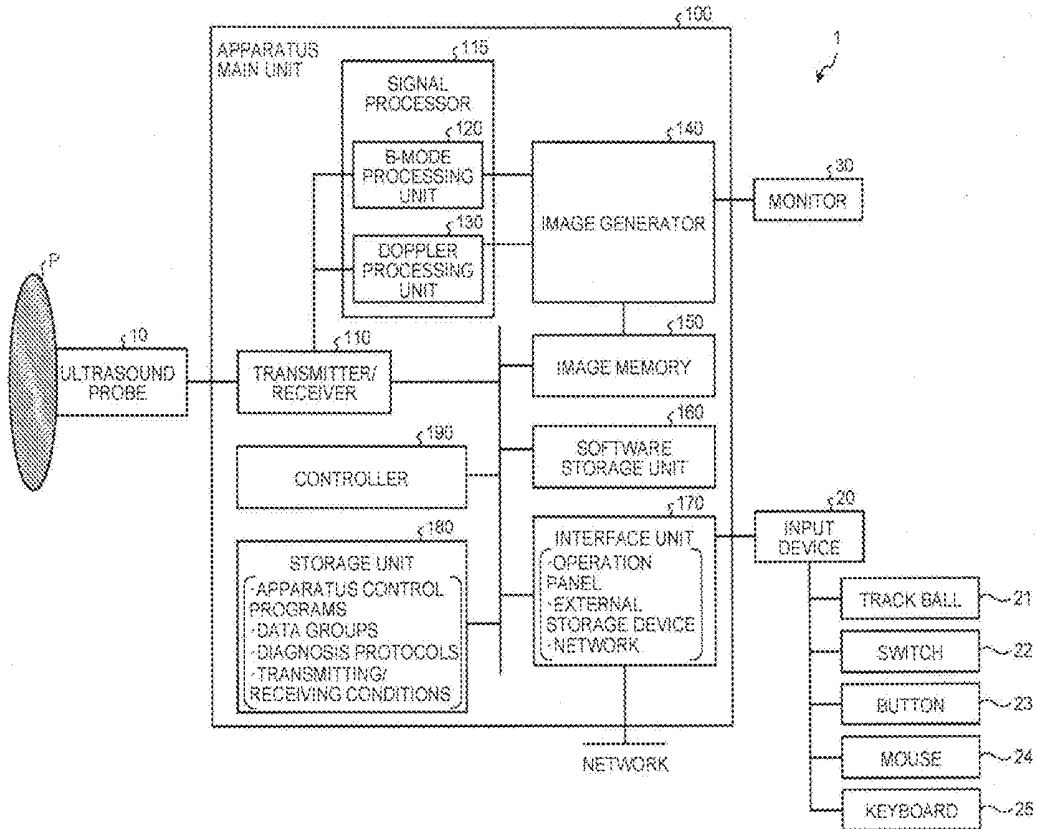 100
1
APPARATUS
MAIN UNIT
115
SIGNAL
PROCESSOR
120
B-MODE
PROCESSING
UNIT
130
DOPPLER
PROCESSING
UNIT
140
IMAGE GENERATOR
30
MONITOR
P
10
ULTRASOUND
PROBE
110
TRANSMITTER/
RECEIVER
150
IMAGE MEMORY
160
SOFTWARE
STORAGE UNIT
190
CONTROLLER
180
STORAGE UNIT
·APPARATUS CONTROL
PROGRAMS
·DATA GROUPS
·DIAGNOSIS PROTOCOLS
·TRANSMITTING/
RECEIVING CONDITIONS
170
INTERFACE UNIT
·OPERATION
PANEL
·EXTERNAL
STORAGE DEVICE
·NETWORK
NETWORK
20
INPUT
DEVICE
TRACK BALL 21
SWITCH 22
BUTTON 23
MOUSE 24
KEYBOARD 25